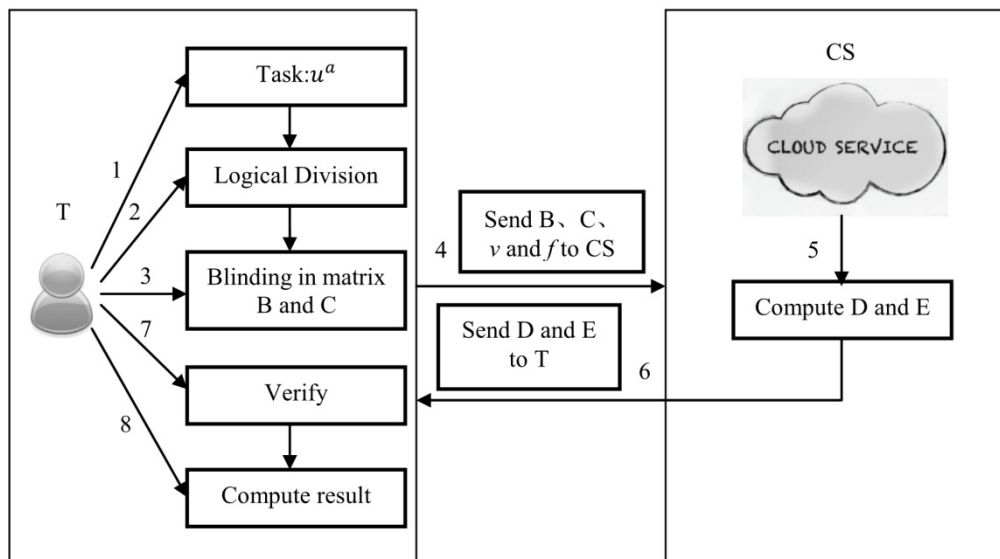 CS
Task:u^a
CLOUD SERVICE
1
Logical Division
2
T
Send B、C、
v and f to CS
4
5
3
Blinding in matrix
B and C
Compute D and E
7
Send D and E
to T
6
Verify
8
Compute result